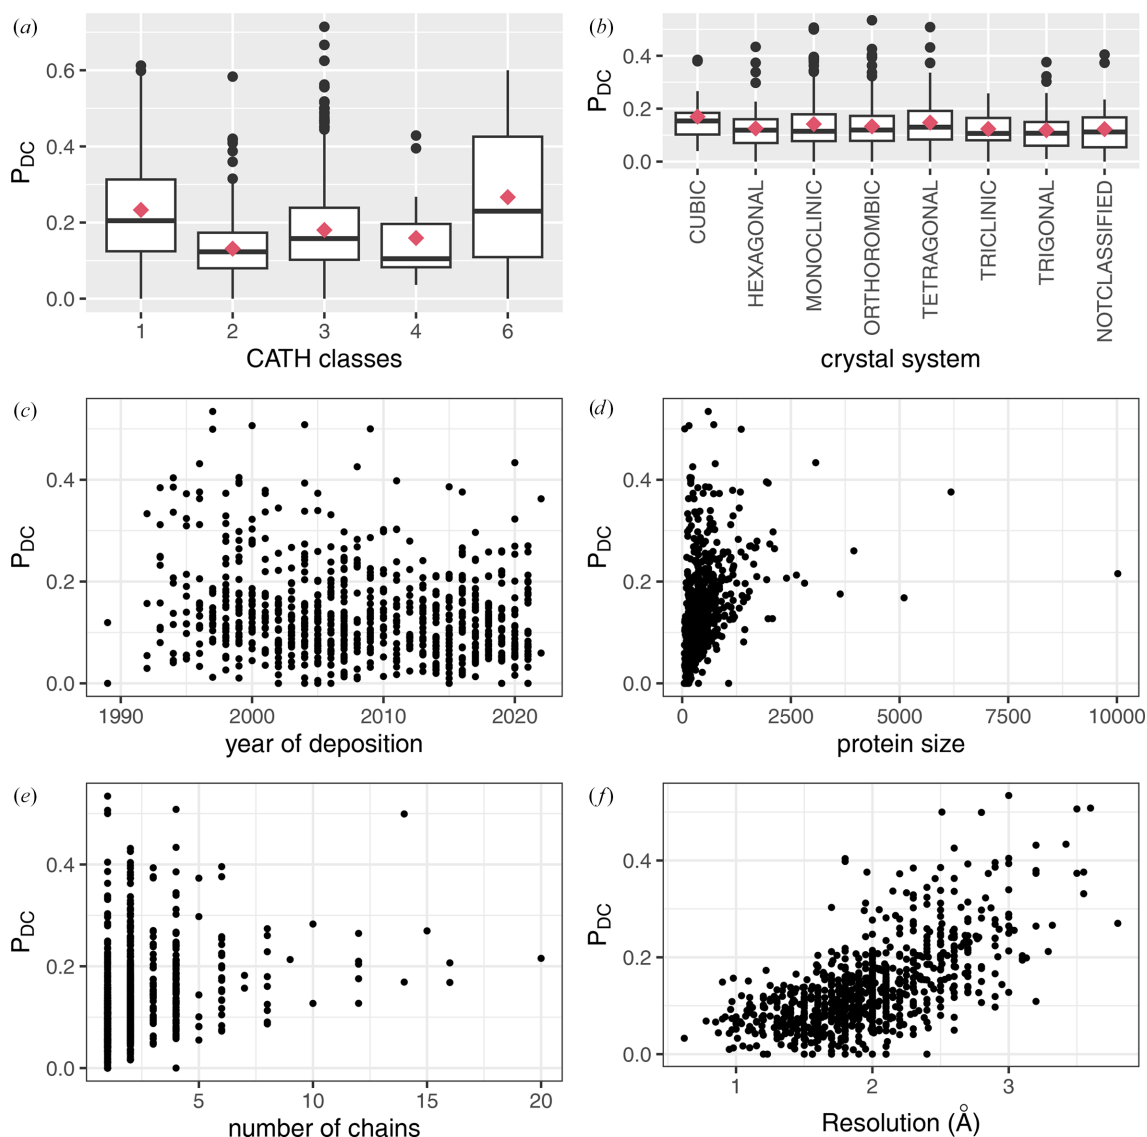 (a)
P_DC
0.6
0.4
0.2
0.0
1 2 3 4 6
CATH classes
(b)
P_DC
0.4
0.2
0.0
CUBIC
HEXAGONAL
MONOCLINIC
ORTHOROMBIC
TETRAGONAL
TRICLINIC
TRIGONAL
NOTCLASSIFIED
crystal system
(c)
P_DC
0.4
0.2
0.0
1990 2000 2010 2020
year of deposition
(d)
P_DC
0.4
0.2
0.0
0 2500 5000 7500 10000
protein size
(e)
P_DC
0.4
0.2
0.0
5 10 15 20
number of chains
(f)
P_DC
0.4
0.2
0.0
1 2 3
Resolution (Å)